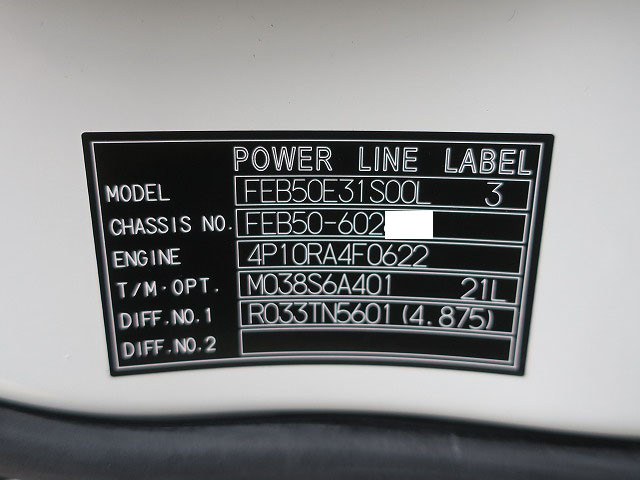 POWER LINE LABEL
MODEL FEB50E31S00L 3
CHASSIS NO. FEB50-602
ENGINE 4P10RA4F0622
T/M·OPT. M038S6A401 21L
DIFF.NO.1 R033TN5601(4.875)
DIFF.NO.2